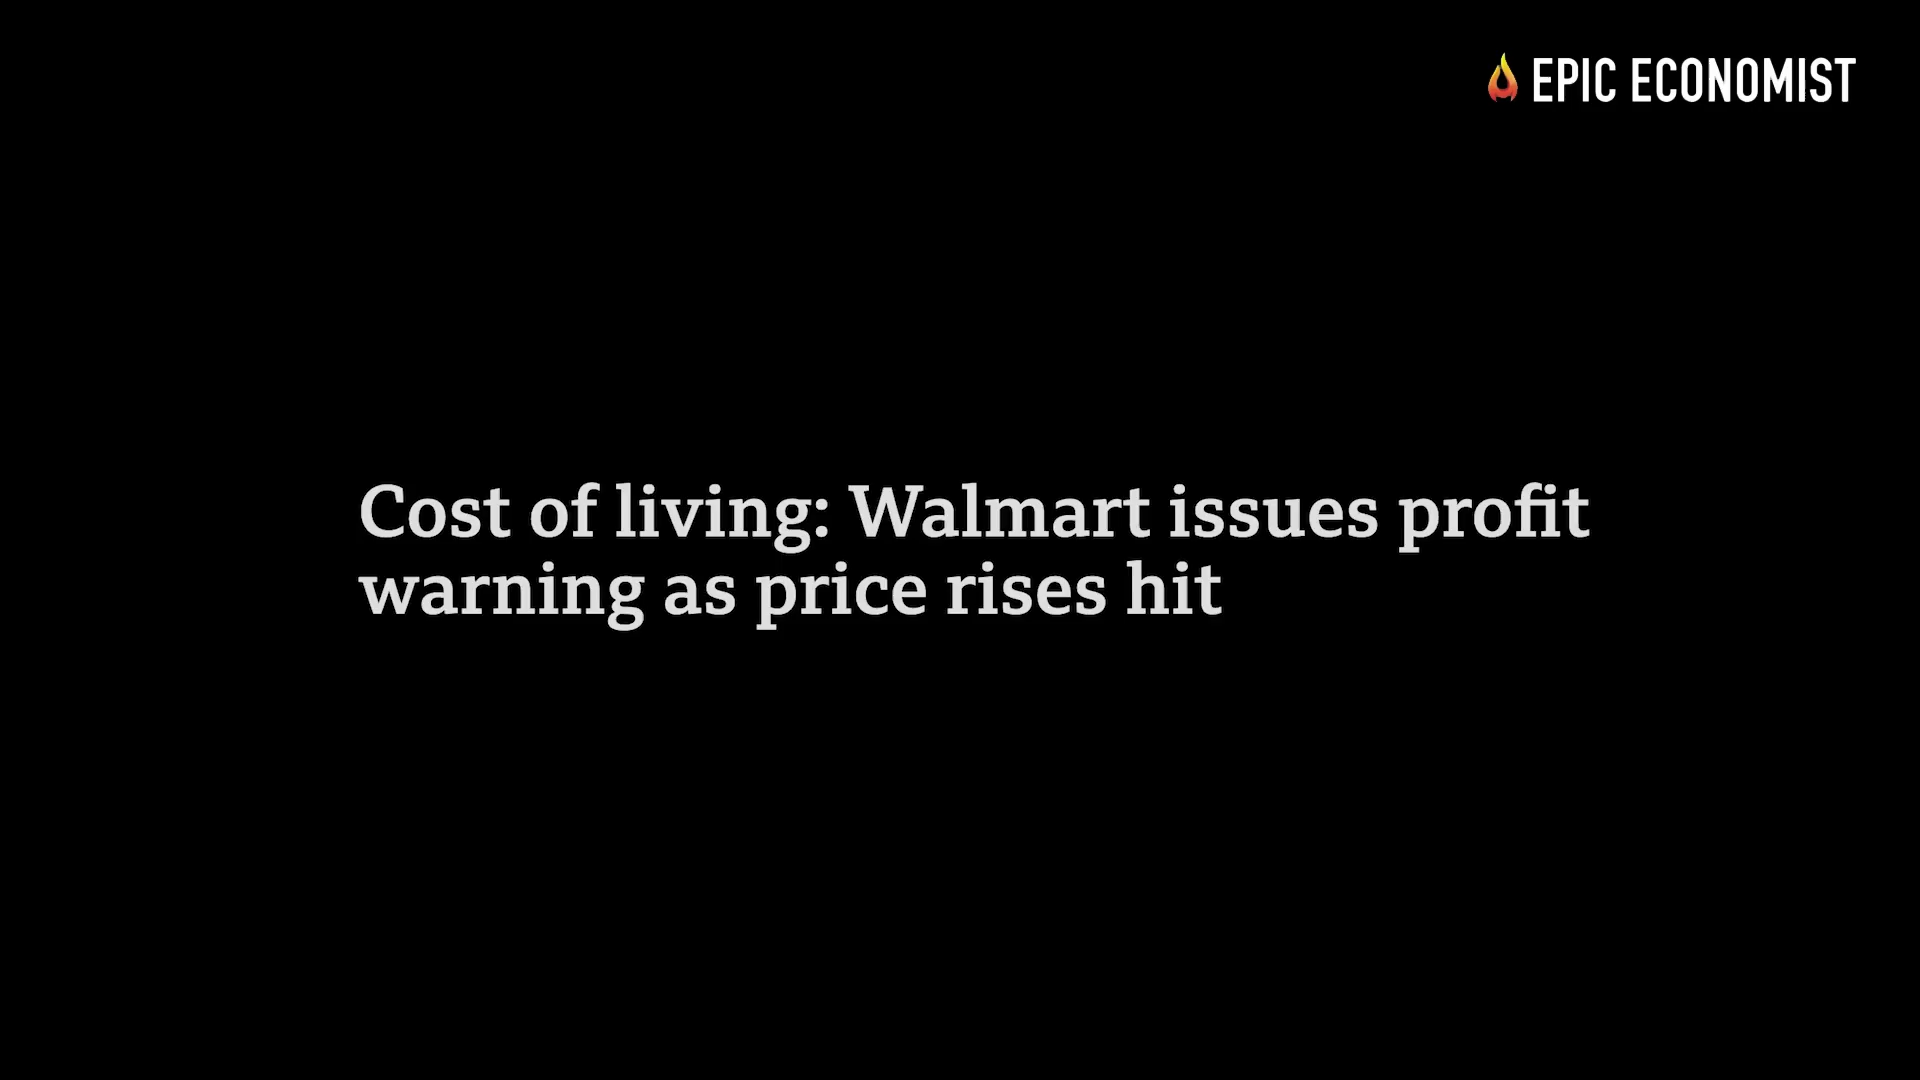 EPIC ECONOMIST
Cost of living: Walmart issues profit
warning as price rises hit